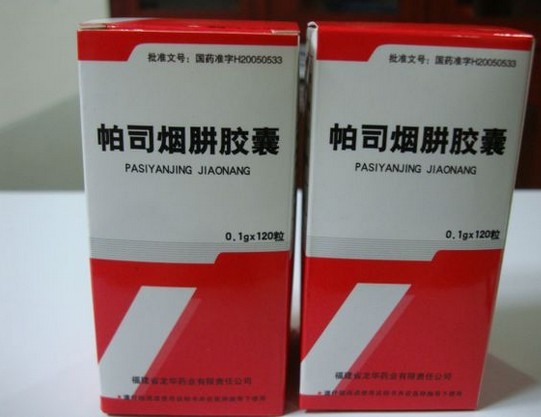 批准文号：国药准字H20050533
帕司烟肼胶囊
PASIYANJING JIAONANG
0.1gx120粒
福建省龙华药业有限责任公司
批准文号：国药准字H20050533
帕司烟肼胶囊
PASIYANJING JIAONANG
0.1gx120粒
福建省龙华药业有限责任公司